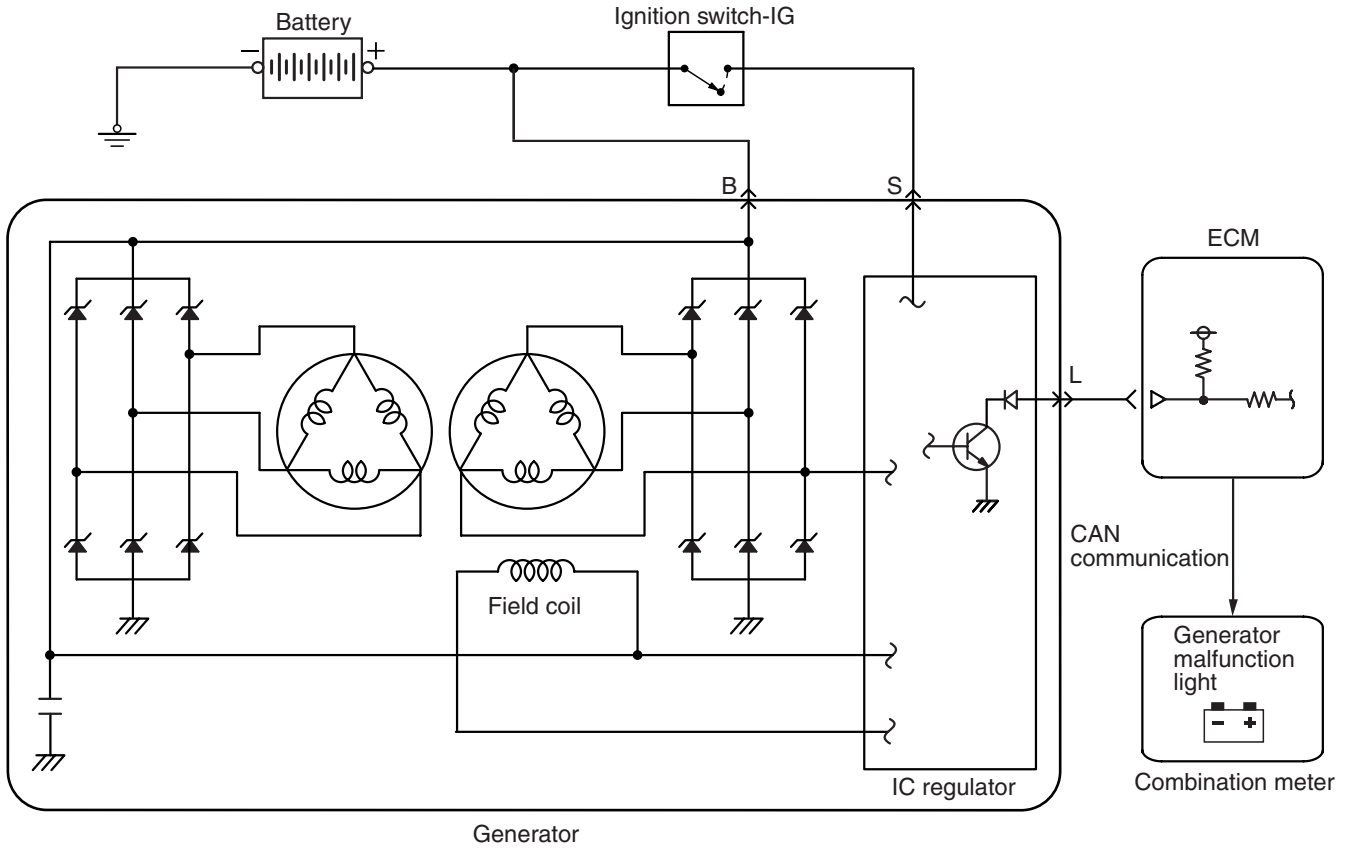 Battery
Ignition switch-IG
− +
B
S
ECM
L
CAN
communication
Field coil
Generator
malfunction
light
− +
IC regulator
Combination meter
Generator